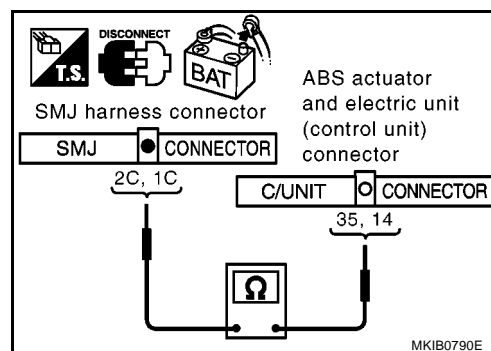 T.S.
DISCONNECT
BAT
SMJ harness connector
SMJ CONNECTOR
2C, 1C
ABS actuator
and electric unit
(control unit)
connector
C/UNIT CONNECTOR
35, 14
Ω
MKIB0790E